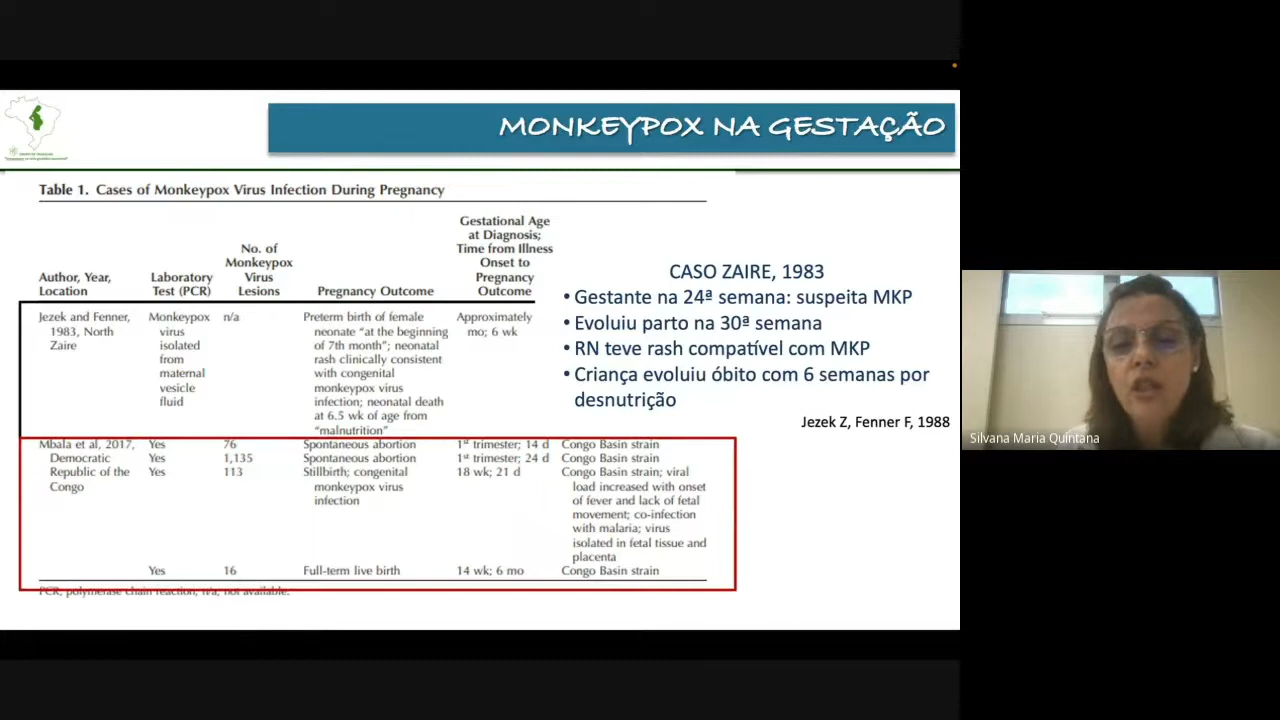 MONKEYPOX NA GESTAÇÃO
Table 1. Cases of Monkeypox Virus Infection During Pregnancy
Author, Year,
Location
Laboratory
Test (PCR)
No. of
Monkeypox
Virus
Lesions
Pregnancy Outcome
Gestational Age
at Diagnosis;
Time from Illness
Onset to
Pregnancy
Outcome
Jezek and Fenner,
1983, North
Zaire
Monkeypox
virus
isolated
from
maternal
vesicle
fluid
n/a
Preterm birth of female
neonate “at the beginning
of 7th month”; neonatal
rash clinically consistent
with congenital
monkeypox virus
infection; neonatal death
at 6.5 wk of age from
“malnutrition”
Approximately
mo; 6 wk
CASO ZAIRE, 1983
• Gestante na 24ª semana: suspeita MKP
• Evoluiu parto na 30ª semana
• RN teve rash compatível com MKP
• Criança evoluiu óbito com 6 semanas por
desnutrição
Jezek Z, Fenner F, 1988
Mbala et al, 2017,
Democratic
Republic of the
Congo
Yes 76 Spontaneous abortion 1st trimester; 14 d Congo Basin strain
Yes 1,135 Spontaneous abortion 1st trimester; 24 d Congo Basin strain
Yes 113 Stillbirth; congenital
monkeypox virus
infection
18 wk; 21 d
Congo Basin strain; viral
load increased with onset
of fever and lack of fetal
movement; co-infection
with malaria; virus
isolated in fetal tissue and
placenta
Yes 16 Full-term live birth 14 wk; 6 mo Congo Basin strain
PCR, polymerase chain reaction; n/a, not available.
Silvana Maria Quintana